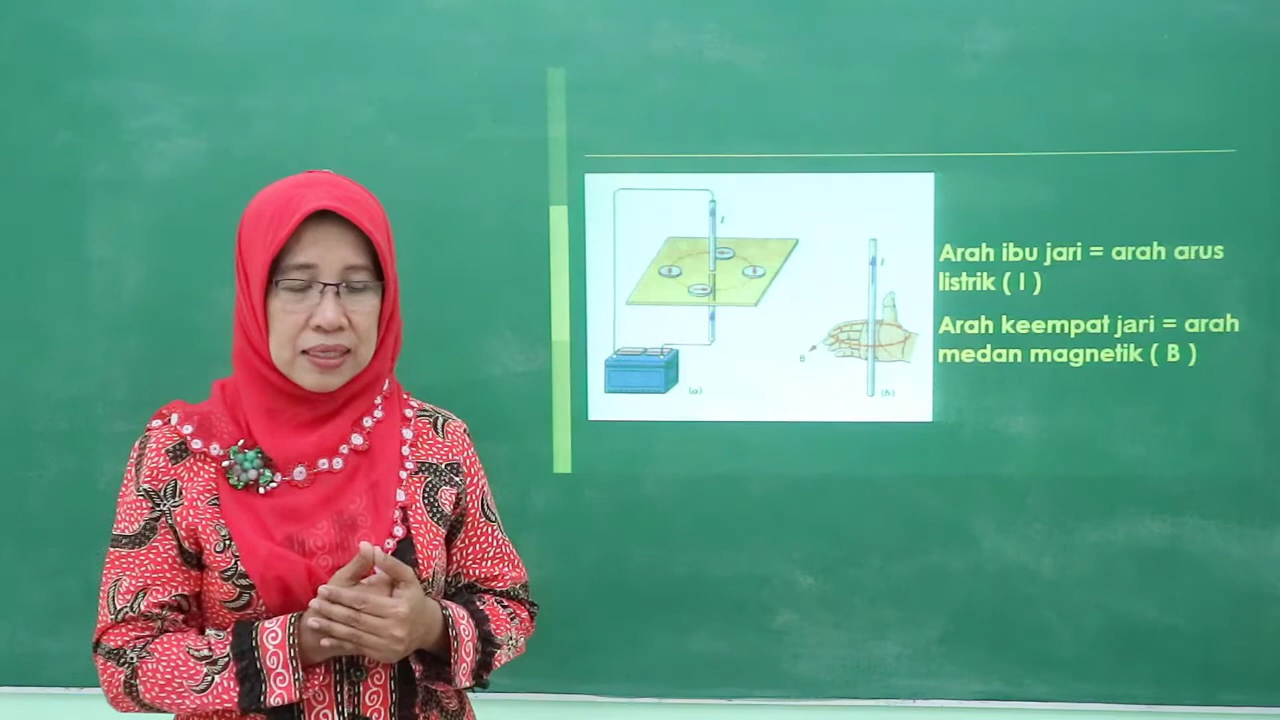 I
I
B
(a)
(b)
Arah ibu jari = arah arus
listrik ( I )
Arah keempat jari = arah
medan magnetik ( B )